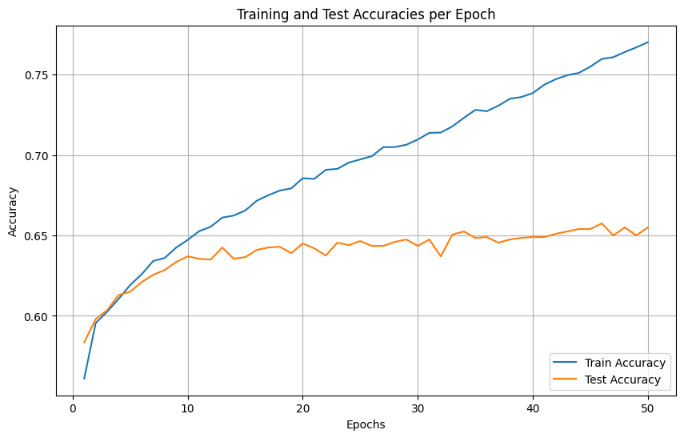 Training and Test Accuracies per Epoch
0.75
0.70
0.65
0.60
Accuracy
0
10
20
30
40
50
Epochs
Train Accuracy
Test Accuracy